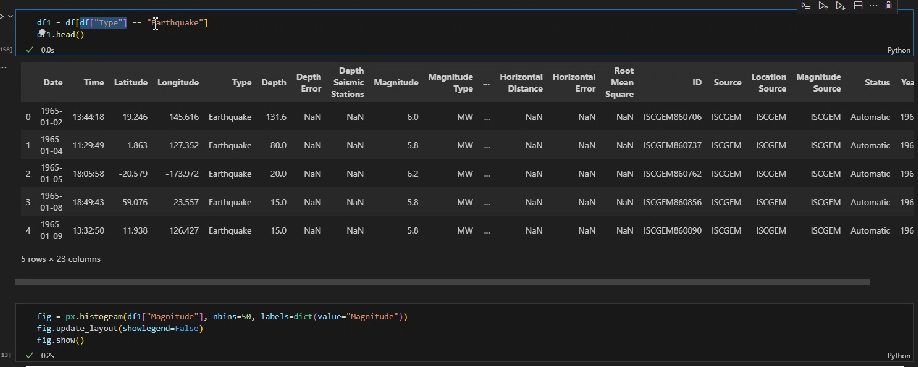 df1 = df[df["Type"] == "Earthquake"]
df1.head()
0.0s
Python
Date Time Latitude Longitude Type Depth Depth Error Depth Seismic Stations Magnitude Magnitude Type ... Horizontal Distance Horizontal Error Root Mean Square ID Source Location Source Magnitude Source Status Yea
0 1965-01-02 13:44:18 19.246 145.616 Earthquake 131.6 NaN NaN 6.0 MW ... NaN NaN NaN ISCGEM860706 ISCGEM ISCGEM ISCGEM Automatic 196
1 1965-01-04 11:29:49 1.863 127.352 Earthquake 80.0 NaN NaN 5.8 MW ... NaN NaN NaN ISCGEM860737 ISCGEM ISCGEM ISCGEM Automatic 196
2 1965-01-05 18:05:58 -20.579 -173.972 Earthquake 20.0 NaN NaN 6.2 MW ... NaN NaN NaN ISCGEM860762 ISCGEM ISCGEM ISCGEM Automatic 196
3 1965-01-08 18:49:43 -59.076 -23.557 Earthquake 15.0 NaN NaN 5.8 MW ... NaN NaN NaN ISCGEM860856 ISCGEM ISCGEM ISCGEM Automatic 196
4 1965-01-09 13:32:50 11.938 126.427 Earthquake 15.0 NaN NaN 5.8 MW ... NaN NaN NaN ISCGEM860890 ISCGEM ISCGEM ISCGEM Automatic 196
5 rows × 23 columns
fig = px.histogram(df1["Magnitude"], nbins=50, labels=dict(value="Magnitude"))
fig.update_layout(showlegend=False)
fig.show()
0.2s
Python